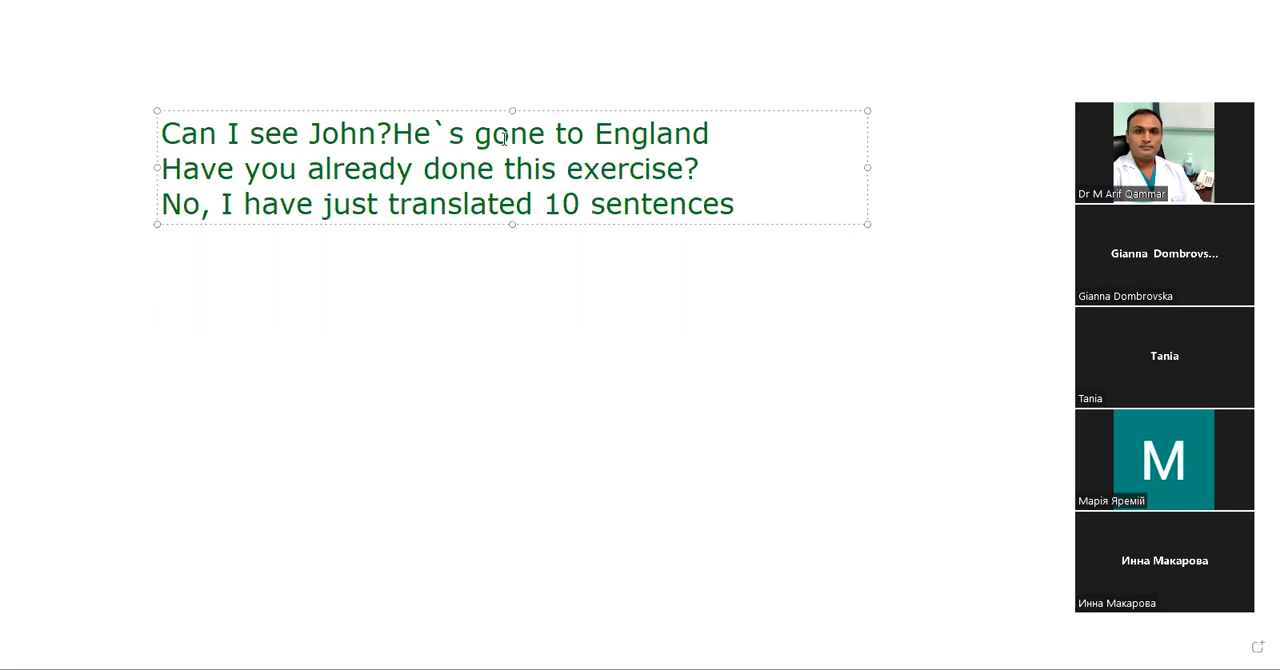 Can I see John?He`s gone to England
Have you already done this exercise?
No, I have just translated 10 sentences
Dr M Arif Qammar
Gianna Dombrovs...
Gianna Dombrovska
Tania
Tania
M
Марія Яремій
Инна Макарова
Инна Макарова